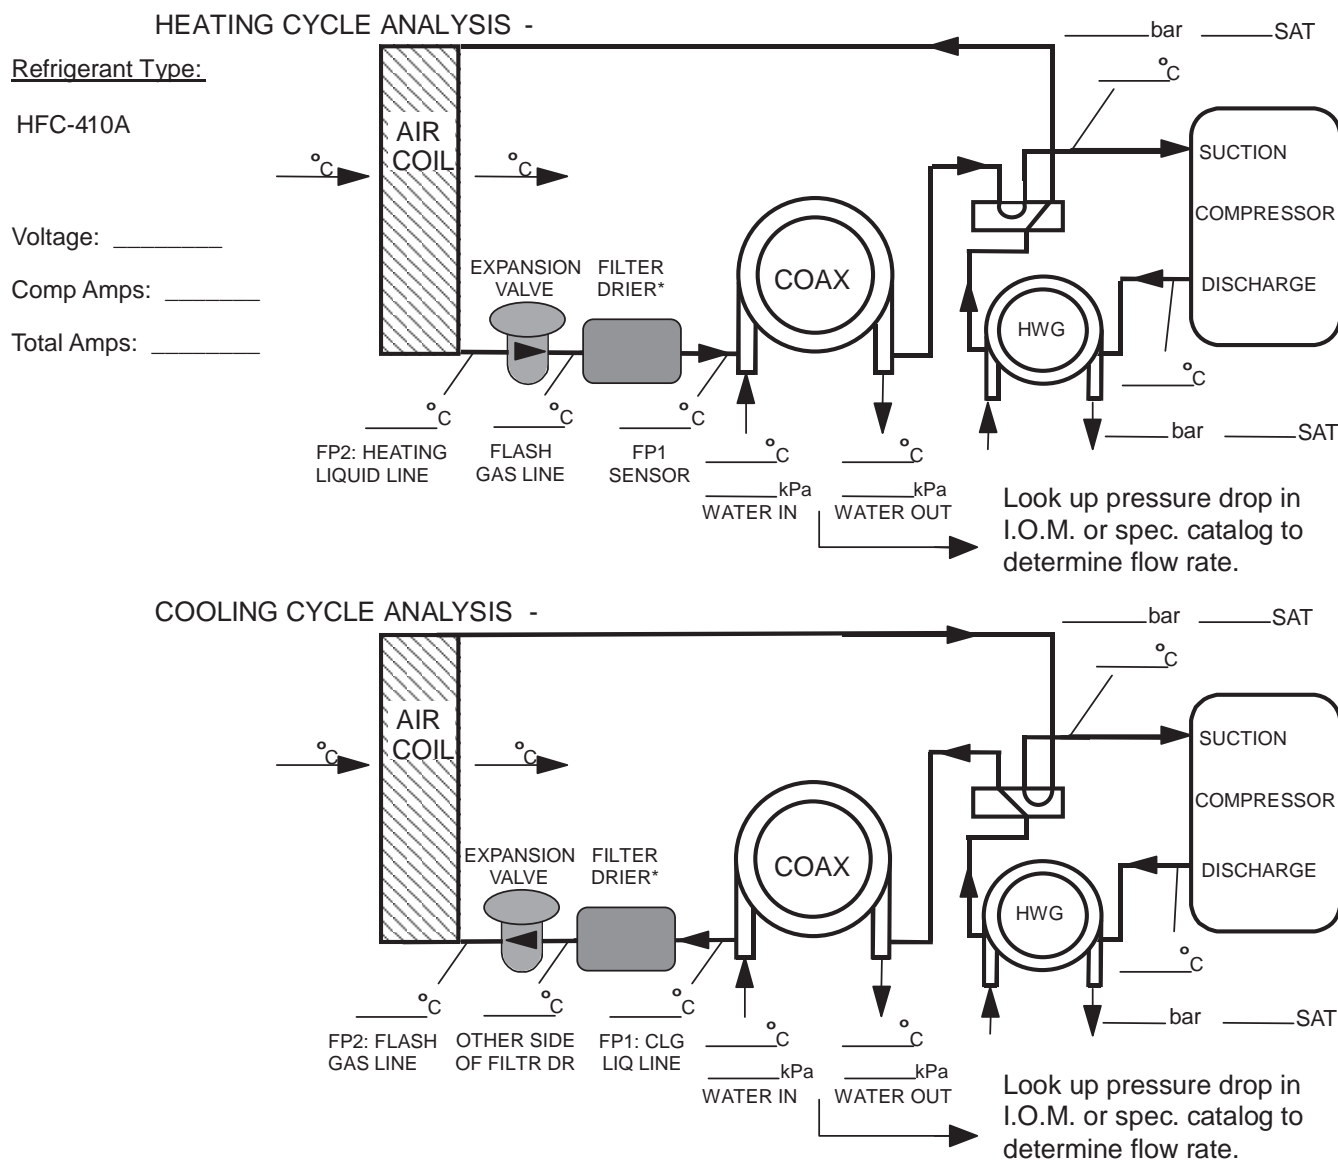 HEATING CYCLE ANALYSIS -
_____bar _____SAT
Refrigerant Type:
_____°C
HFC-410A
AIR
COIL
°C
°C
SUCTION
COMPRESSOR
DISCHARGE
Voltage: ________
Comp Amps: _______
Total Amps: ________
EXPANSION
VALVE
FILTER
DRIER*
COAX
HWG
_____°C
_____°C
_____°C
_____°C
FP2: HEATING
LIQUID LINE
FLASH
GAS LINE
FP1
SENSOR
_____bar _____SAT
_____°C
_____°C
_____kPa
_____kPa
WATER IN
WATER OUT
Look up pressure drop in
I.O.M. or spec. catalog to
determine flow rate.
COOLING CYCLE ANALYSIS -
_____bar _____SAT
_____°C
AIR
COIL
°C
°C
SUCTION
COMPRESSOR
DISCHARGE
EXPANSION
VALVE
FILTER
DRIER*
COAX
HWG
_____°C
_____°C
_____°C
_____°C
FP2: FLASH
GAS LINE
OTHER SIDE
OF FILTR DR
FP1: CLG
LIQ LINE
_____bar _____SAT
_____°C
_____°C
_____kPa
_____kPa
WATER IN
WATER OUT
Look up pressure drop in
I.O.M. or spec. catalog to
determine flow rate.